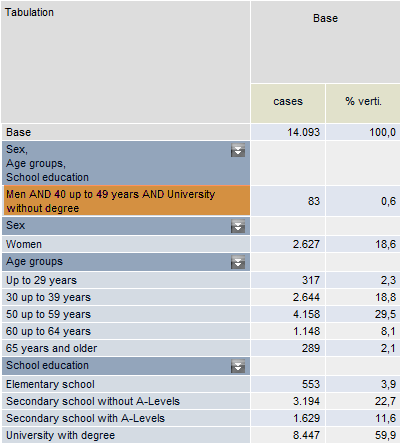 Tabulation Base
cases % verti.
Base 14.093 100,0
Sex,
Age groups,
School education
Men AND 40 up to 49 years AND University
without degree 83 0,6
Sex
Women 2.627 18,6
Age groups
Up to 29 years 317 2,3
30 up to 39 years 2.644 18,8
50 up to 59 years 4.158 29,5
60 up to 64 years 1.148 8,1
65 years and older 289 2,1
School education
Elementary school 553 3,9
Secondary school without A-Levels 3.194 22,7
Secondary school with A-Levels 1.629 11,6
University with degree 8.447 59,9